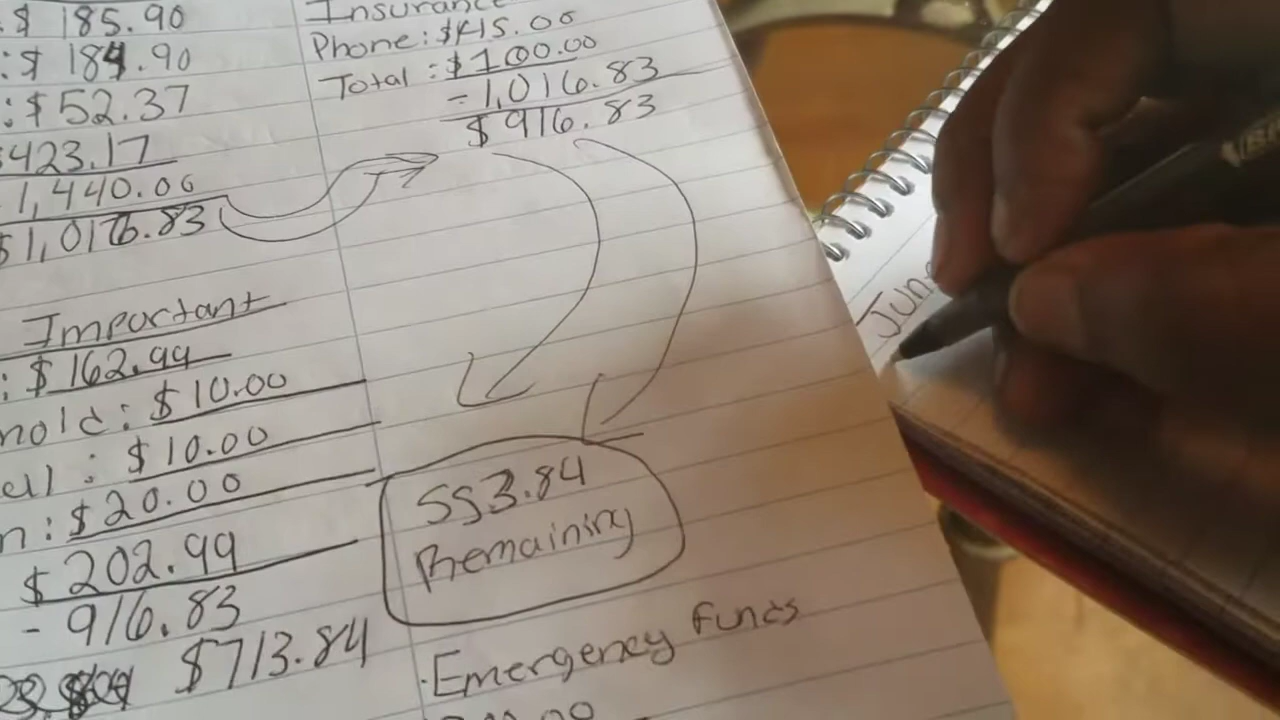 : $ 185.90
: $ 184.90
: $52.37
$423.17
1,440.00
$1,016.83
Important
: $162.99
hold: $10.00
ell : $10.00
n: $20.00
$202.99
- 916.83
$713.84
Insurance
Phone: $45.00
Total : $100.00
- 1,016.83
$916.83
553.84
Remaining
. Emergency Funds
June